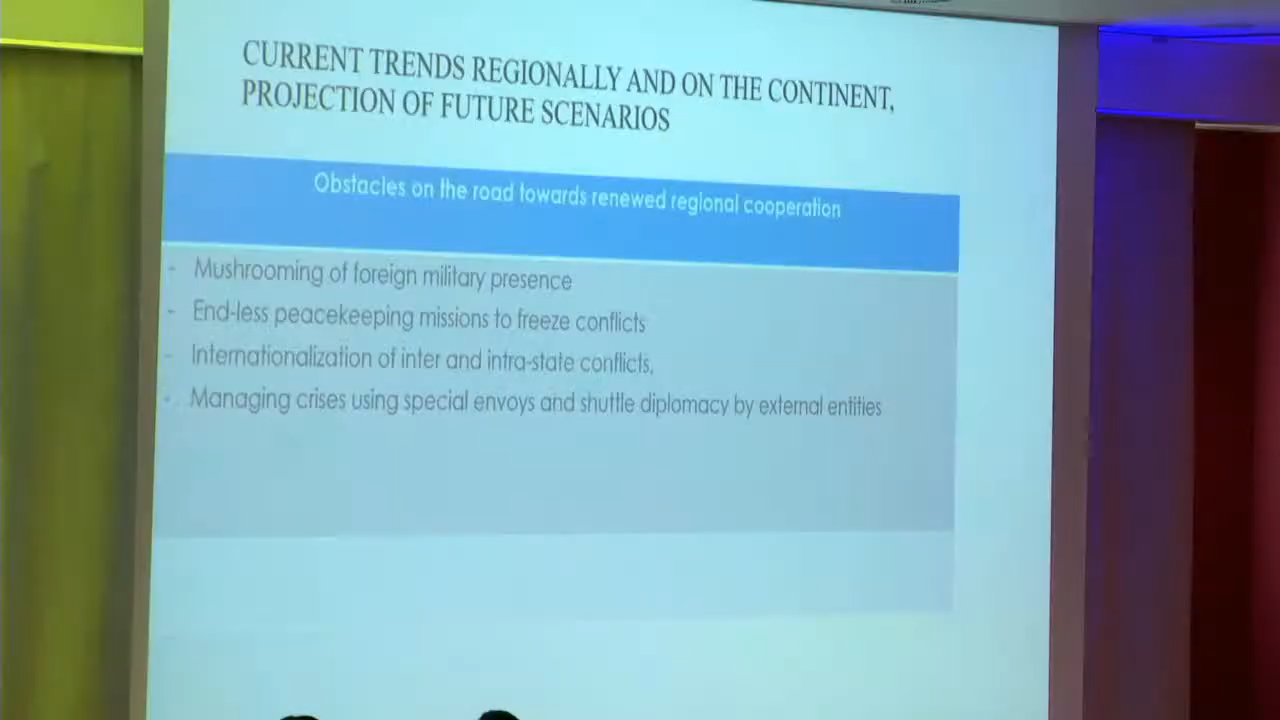 CURRENT TRENDS REGIONALLY AND ON THE CONTINENT,
PROJECTION OF FUTURE SCENARIOS
Obstacles on the road towards renewed regional cooperation
- Mushrooming of foreign military presence
- End-less peacekeeping missions to freeze conflicts
- Internationalization of inter and intra-state conflicts,
- Managing crises using special envoys and shuttle diplomacy by external entities